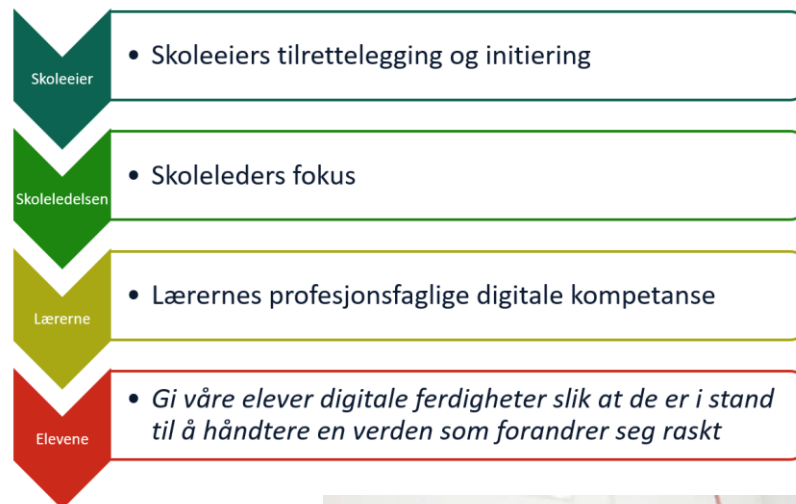 Skoleeier
• Skoleeiers tilrettelegging og initiering
Skoleledelsen
• Skoleleders fokus
Lærerne
• Lærernes profesjonsfaglige digitale kompetanse
Elevene
• Gi våre elever digitale ferdigheter slik at de er i stand
til å håndtere en verden som forandrer seg raskt